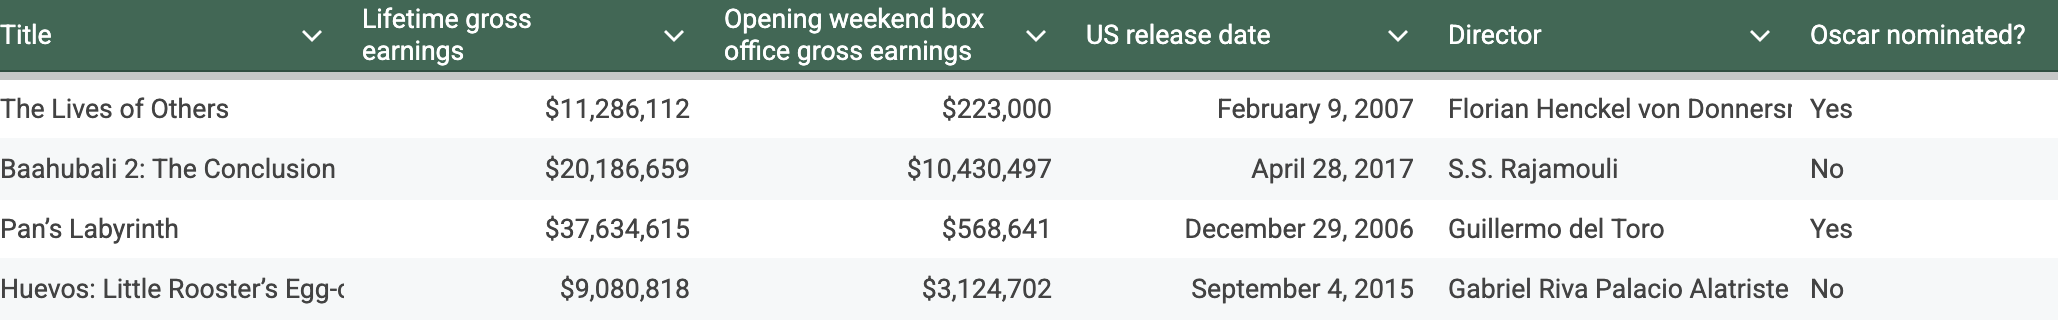 Title Lifetime gross earnings Opening weekend box office gross earnings US release date Director Oscar nominated?
The Lives of Others $11,286,112 $223,000 February 9, 2007 Florian Henckel von Yes
Baahubali 2: The Conclusion $20,186,659 $10,430,497 April 28, 2017 S.S. Rajamouli No
Pan’s Labyrinth $37,634,615 $568,641 December 29, 2006 Guillermo del Toro Yes
Huevos: Little Rooster’s $9,080,818 $3,124,702 September 4, 2015 Gabriel Riva Palacio Alatriste No